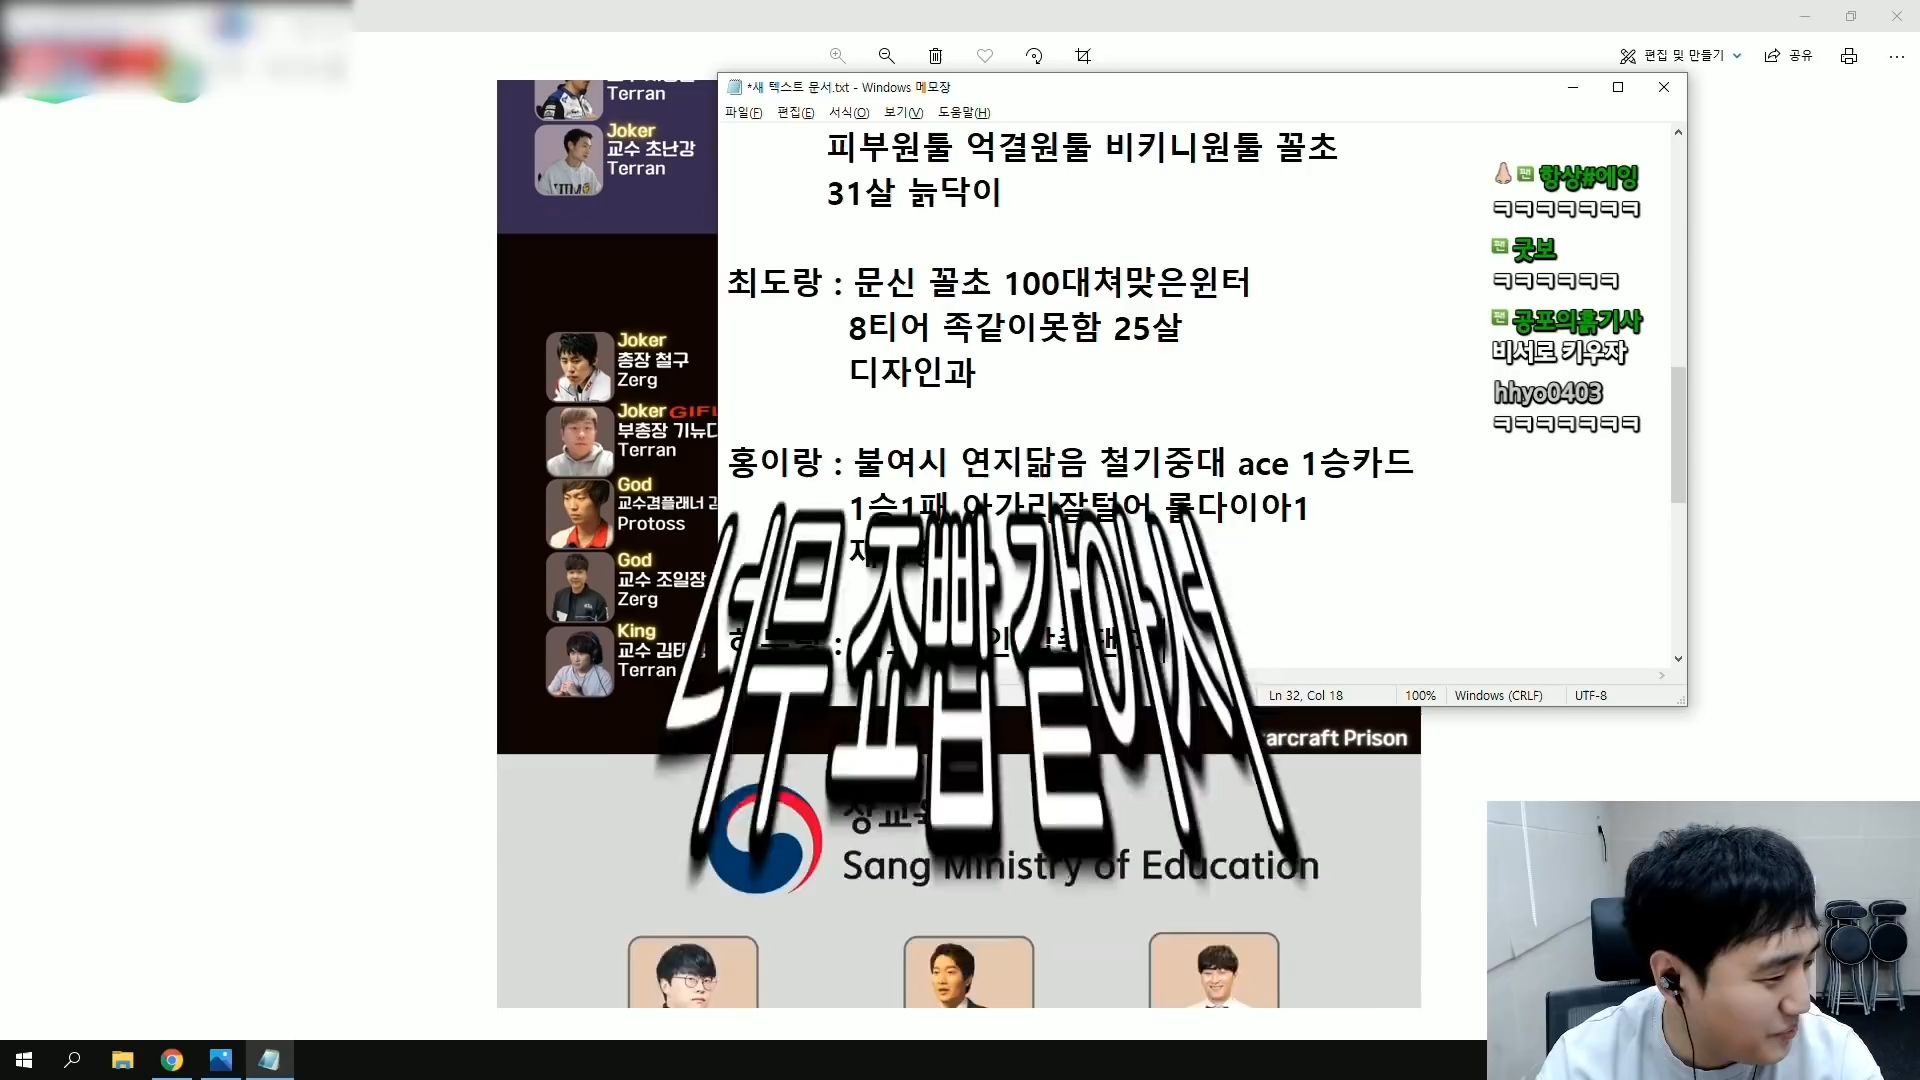 편집 및 만들기
공유
*새 텍스트 문서.txt - Windows 메모장
파일(F) 편집(E) 서식(O) 보기(V) 도움말(H)
피부원툴 억결원툴 비키니원툴 꼴초
31살 늙닥이
최도랑 : 문신 꼴초 100대쳐맞은윈터
8티어 족같이못함 25살
디자인과
홍이랑 : 불여시 연지닮음 철기중대 ace 1승카드
1승1패 아가리잘털어 롤다이아1
Ln 32, Col 18
100%
Windows (CRLF)
UTF-8
항상#에잉
ㅋㅋㅋㅋㅋㅋㅋ
굿보
ㅋㅋㅋㅋㅋㅋ
공포의흙기사
비서로 키우자
hhyo0403
ㅋㅋㅋㅋㅋㅋㅋ
Terran
Joker
교수 초난강
Terran
Joker
총장 철구
Zerg
Joker
부총장 기뉴다
Terran
God
교수겸플래너
Protoss
God
교수 조일장
Zerg
King
교수
Terran
너무 쬬빱 같아서
Prison
Sang Ministry of Education